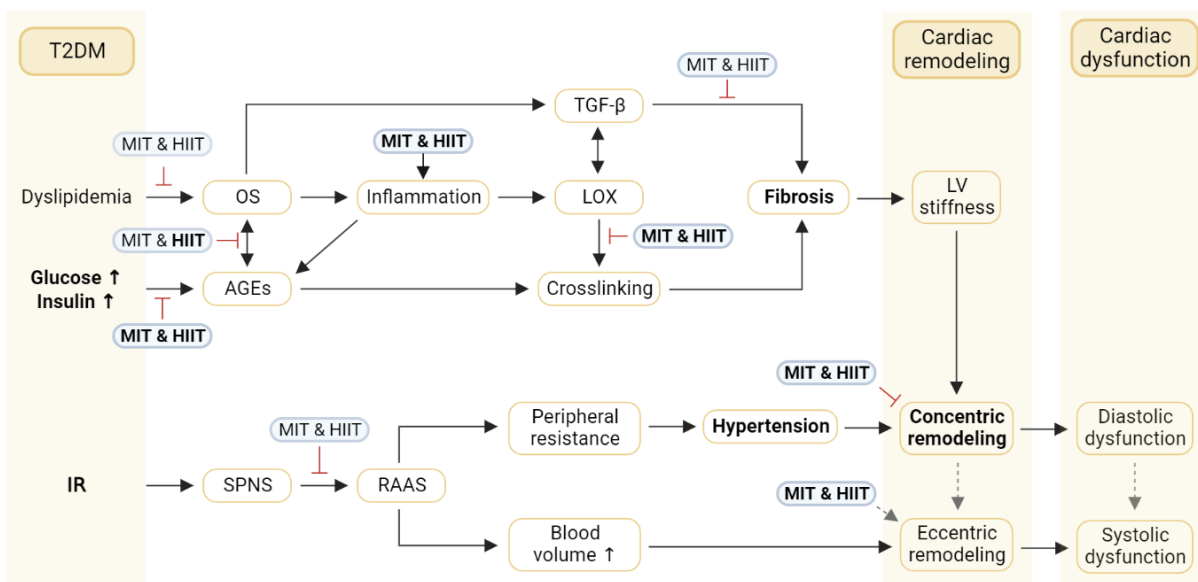 T2DM
Cardiac
remodeling
Cardiac
dysfunction
MIT & HIIT
TGF-β
MIT & HIIT
MIT & HIIT
Dyslipidemia
OS
Inflammation
LOX
Fibrosis
LV
stiffness
MIT & HIIT
MIT & HIIT
Glucose ↑
Insulin ↑
AGEs
Crosslinking
MIT & HIIT
MIT & HIIT
MIT & HIIT
Peripheral
resistance
Hypertension
Concentric
remodeling
Diastolic
dysfunction
IR
SPNS
RAAS
MIT & HIIT
Blood
volume ↑
Eccentric
remodeling
Systolic
dysfunction